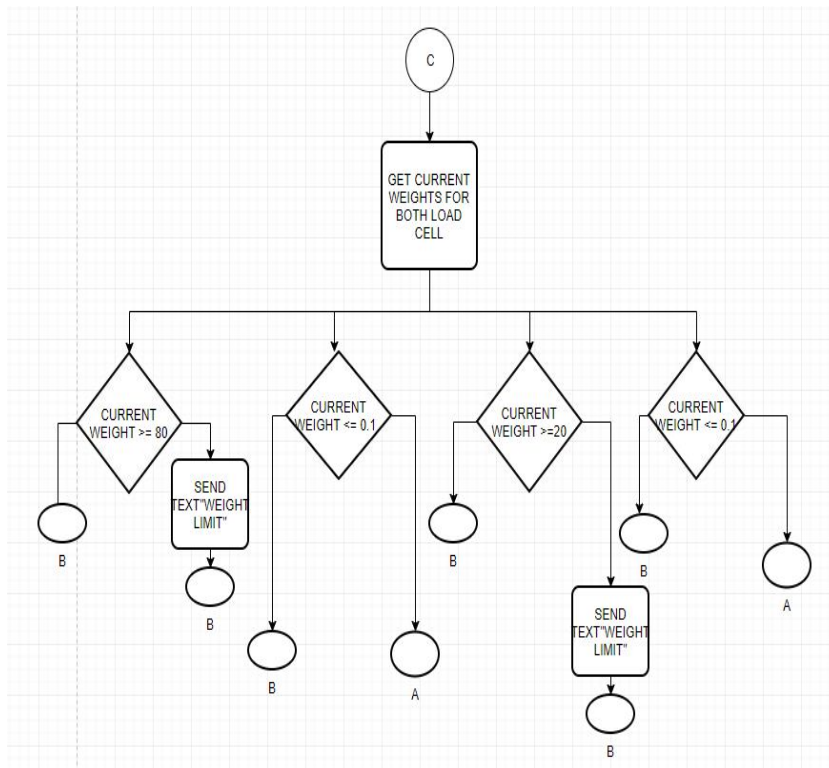 C
GET CURRENT
WEIGHTS FOR
BOTH LOAD
CELL
CURRENT
WEIGHT >= 80
CURRENT
WEIGHT <= 0.1
CURRENT
WEIGHT >=20
CURRENT
WEIGHT <= 0.1
SEND
TEXT"WEIGHT
LIMIT"
B
B
B
A
B
SEND
TEXT"WEIGHT
LIMIT"
B
B
A